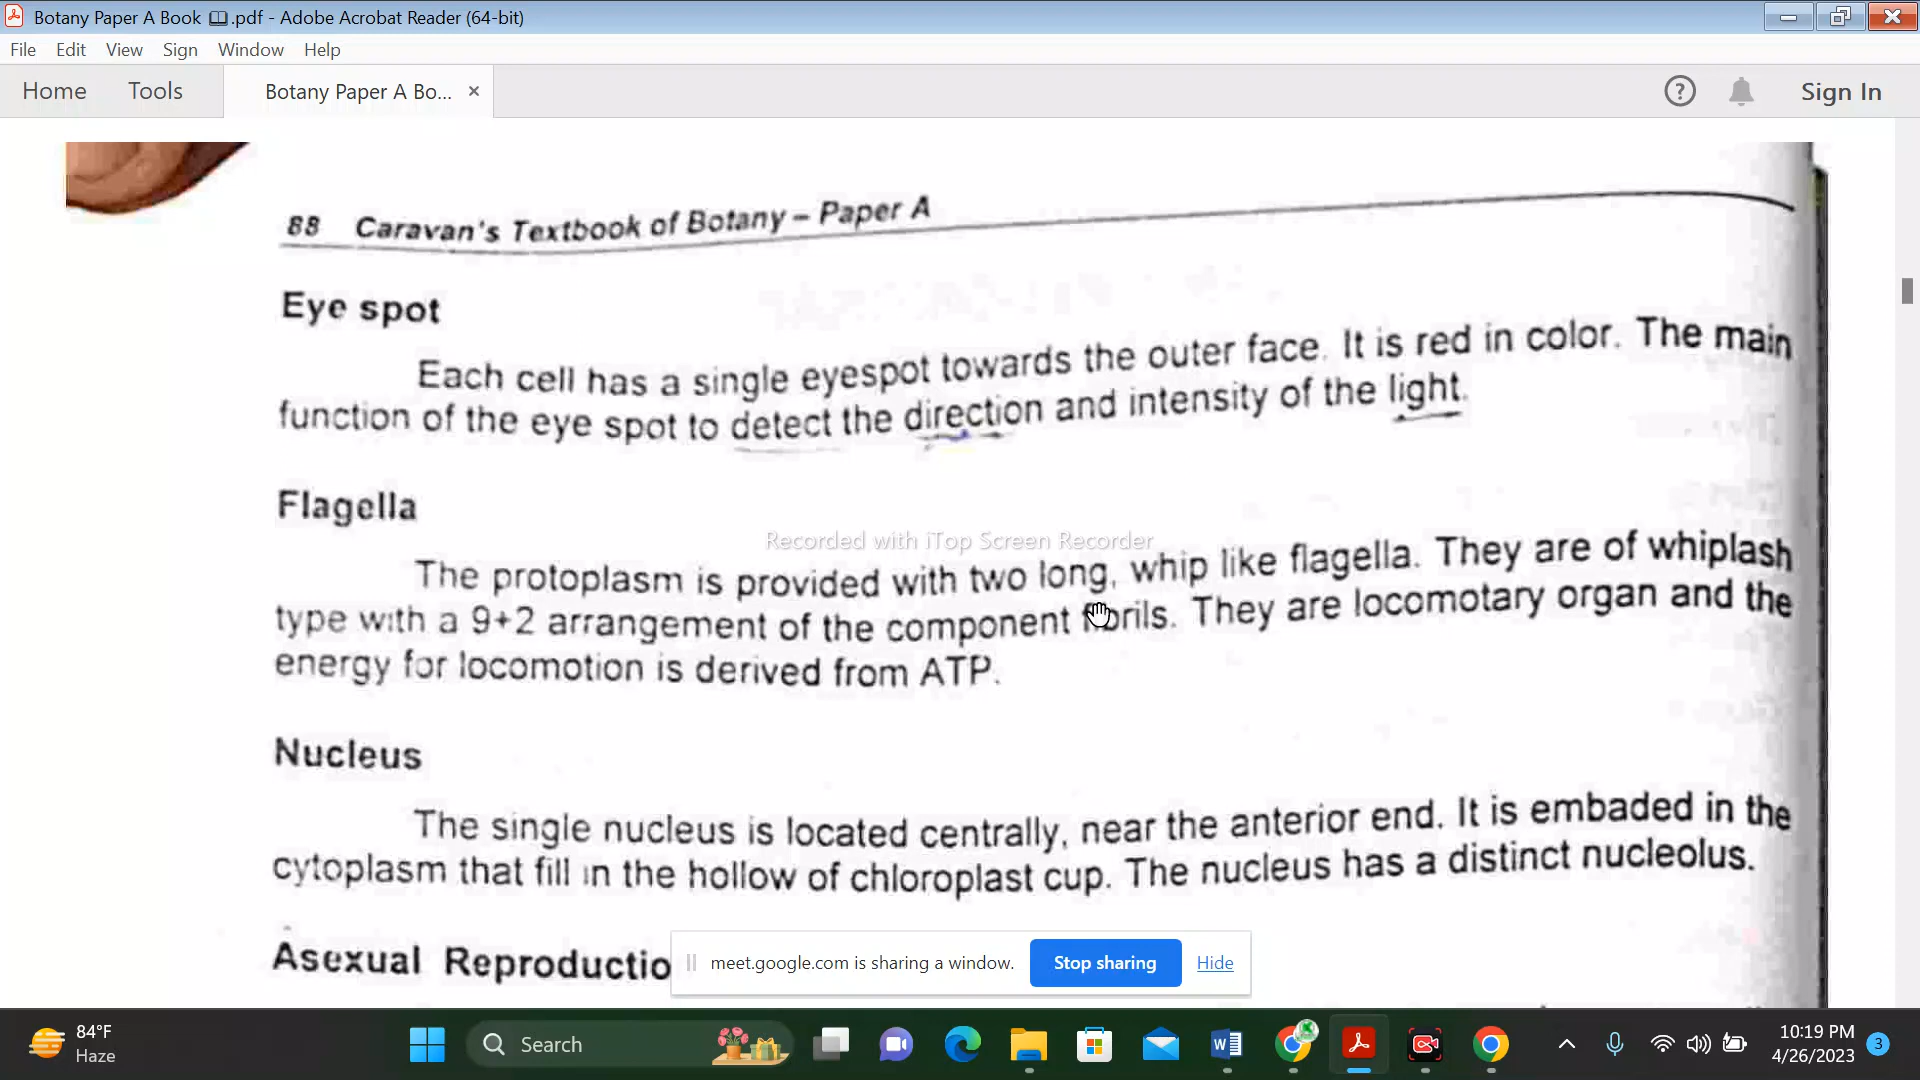 Botany Paper A Book 📖.pdf - Adobe Acrobat Reader (64-bit)
File Edit View Sign Window Help
Home Tools Botany Paper A Bo... × ? Sign In
88 Caravan's Textbook of Botany – Paper A
Eye spot
Each cell has a single eyespot towards the outer face. It is red in color. The main
function of the eye spot to detect the direction and intensity of the light.
Flagella
Recorded with iTop Screen Recorder
The protoplasm is provided with two long, whip like flagella. They are of whiplash
type with a 9+2 arrangement of the component fibrils. They are locomotary organ and the
energy for locomotion is derived from ATP.
Nucleus
The single nucleus is located centrally, near the anterior end. It is embaded in the
cytoplasm that fill in the hollow of chloroplast cup. The nucleus has a distinct nucleolus.
Asexual Reproductio
meet.google.com is sharing a window. Stop sharing Hide
84°F
Haze
Search
10:19 PM
4/26/2023
3